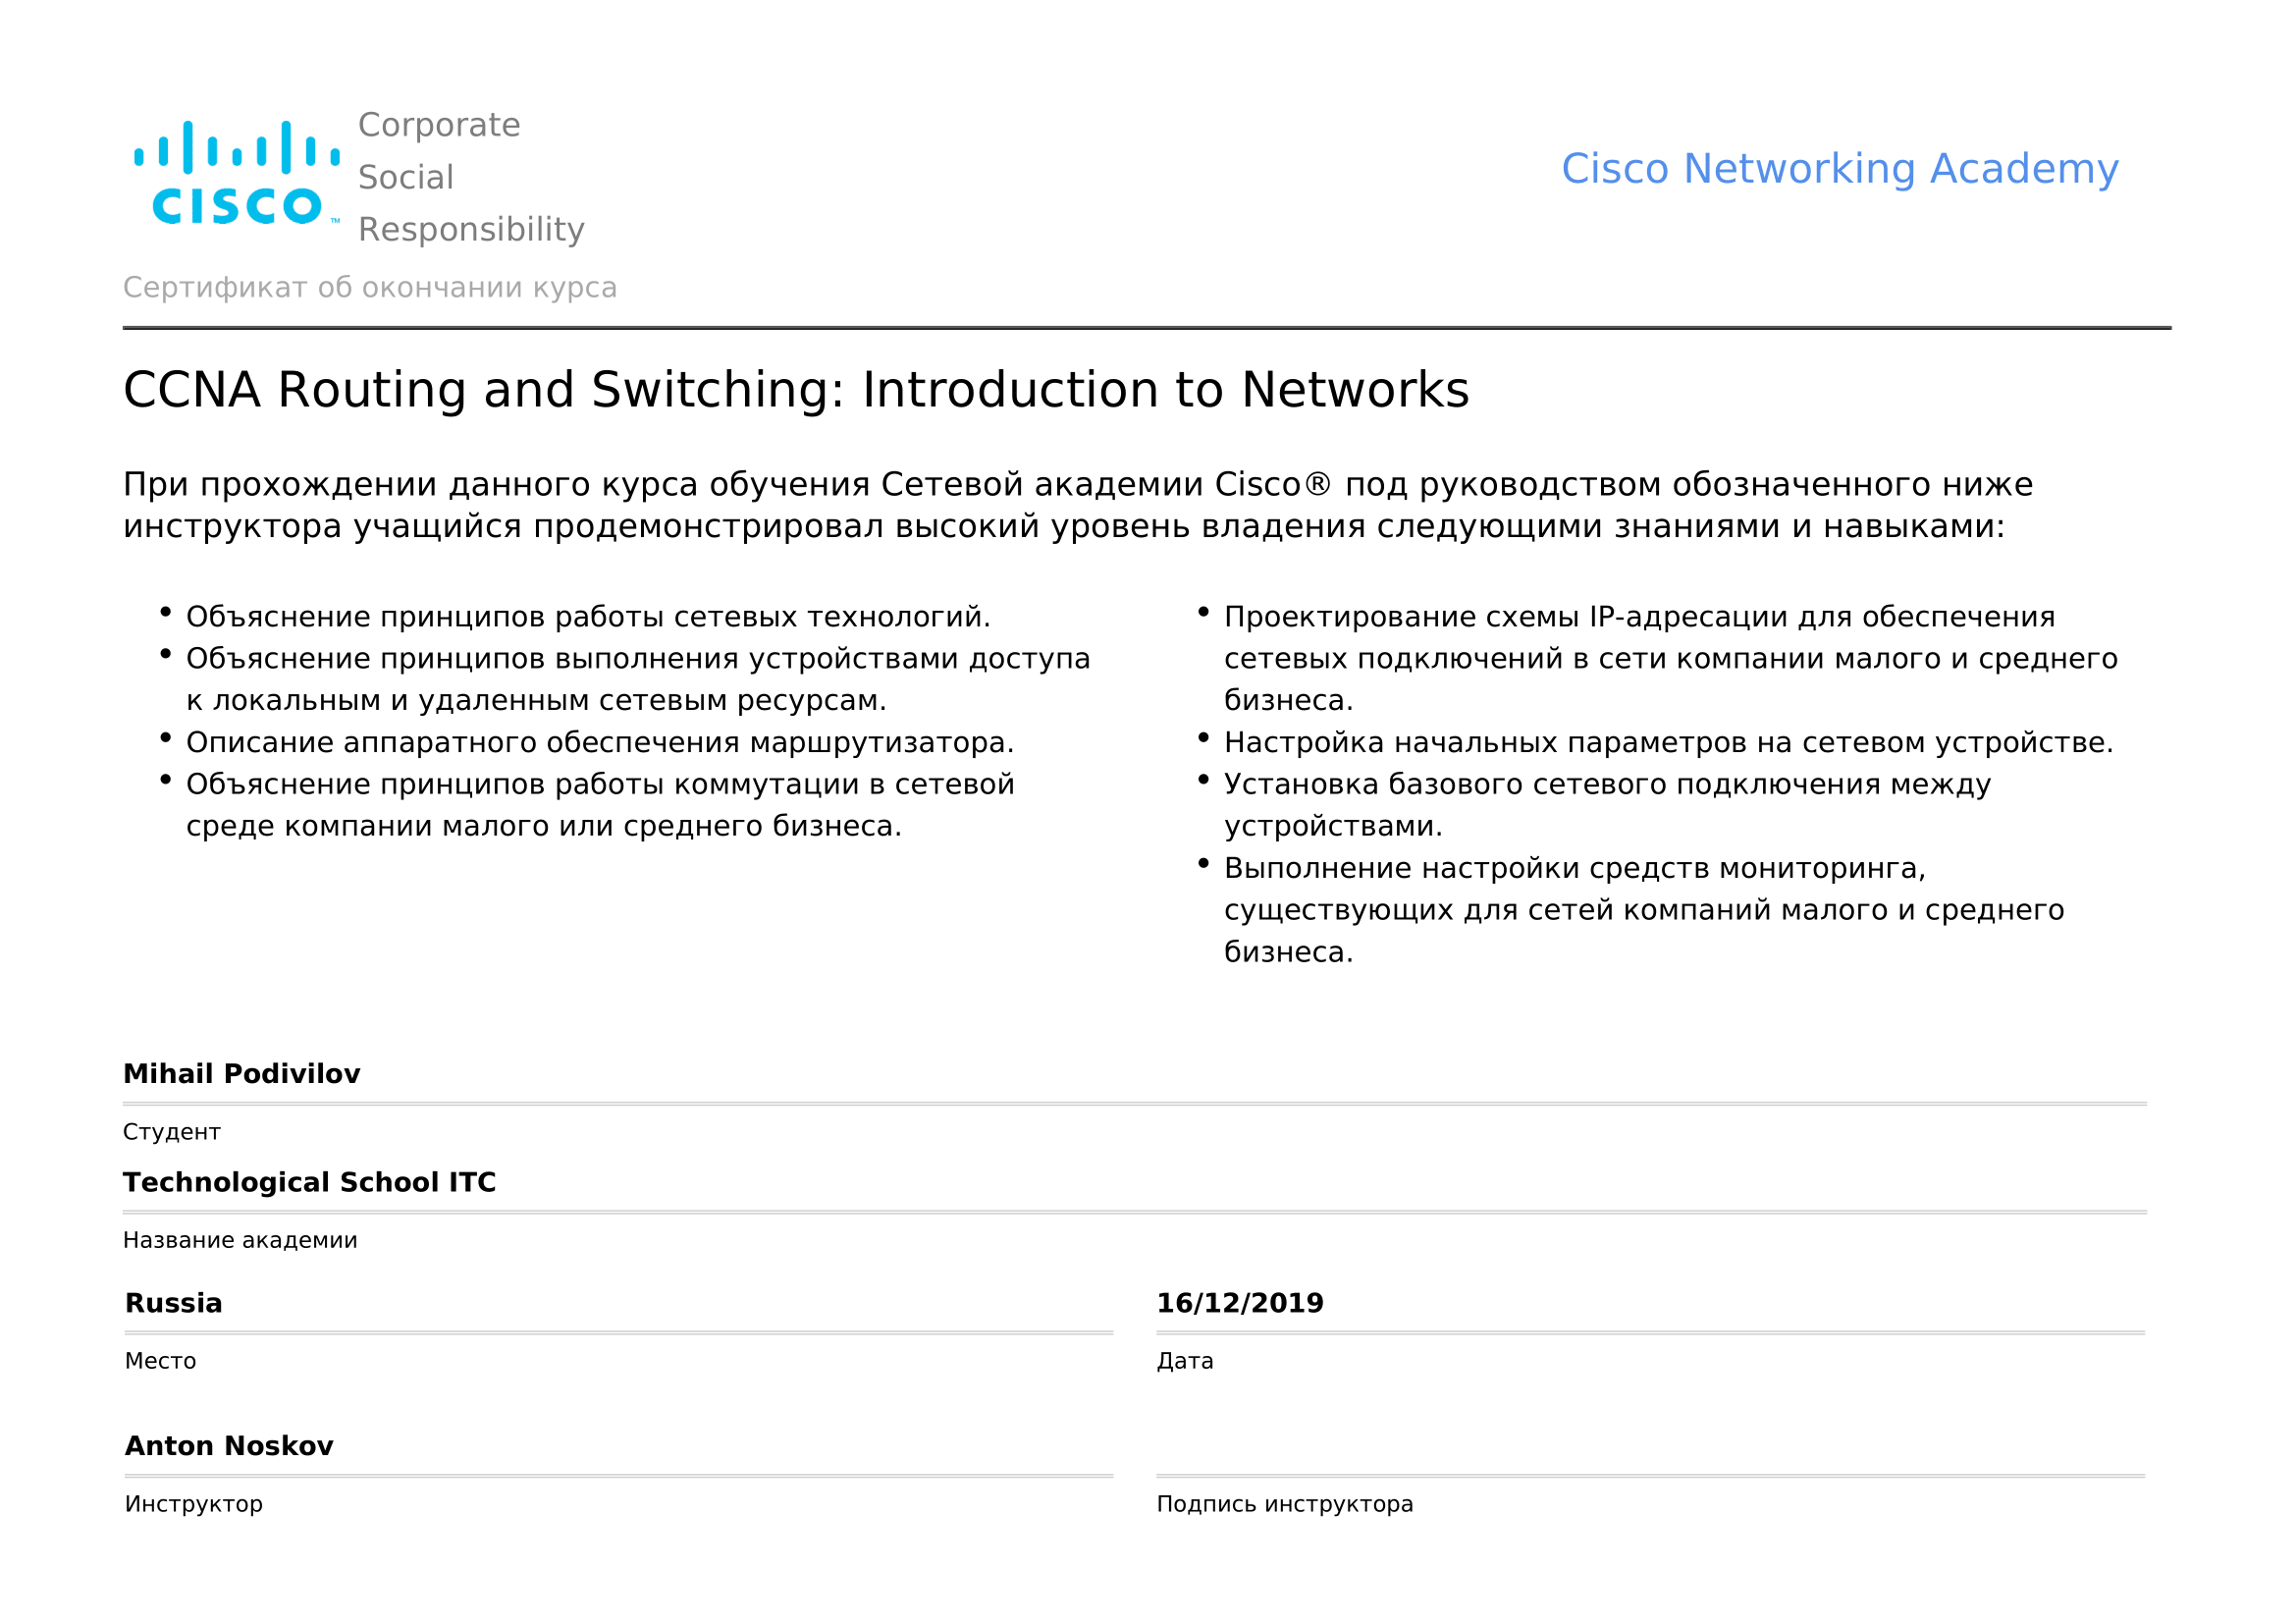 cisco ™
Corporate
Social
Responsibility
Cisco Networking Academy
Сертификат об окончании курса
CCNA Routing and Switching: Introduction to Networks
При прохождении данного курса обучения Сетевой академии Cisco® под руководством обозначенного ниже
инструктора учащийся продемонстрировал высокий уровень владения следующими знаниями и навыками:
• Объяснение принципов работы сетевых технологий.
• Объяснение принципов выполнения устройствами доступа
к локальным и удаленным сетевым ресурсам.
• Описание аппаратного обеспечения маршрутизатора.
• Объяснение принципов работы коммутации в сетевой
среде компании малого или среднего бизнеса.
• Проектирование схемы IP-адресации для обеспечения
сетевых подключений в сети компании малого и среднего
бизнеса.
• Настройка начальных параметров на сетевом устройстве.
• Установка базового сетевого подключения между
устройствами.
• Выполнение настройки средств мониторинга,
существующих для сетей компаний малого и среднего
бизнеса.
Mihail Podivilov
Студент
Technological School ITC
Название академии
Russia
Место
16/12/2019
Дата
Anton Noskov
Инструктор
Подпись инструктора